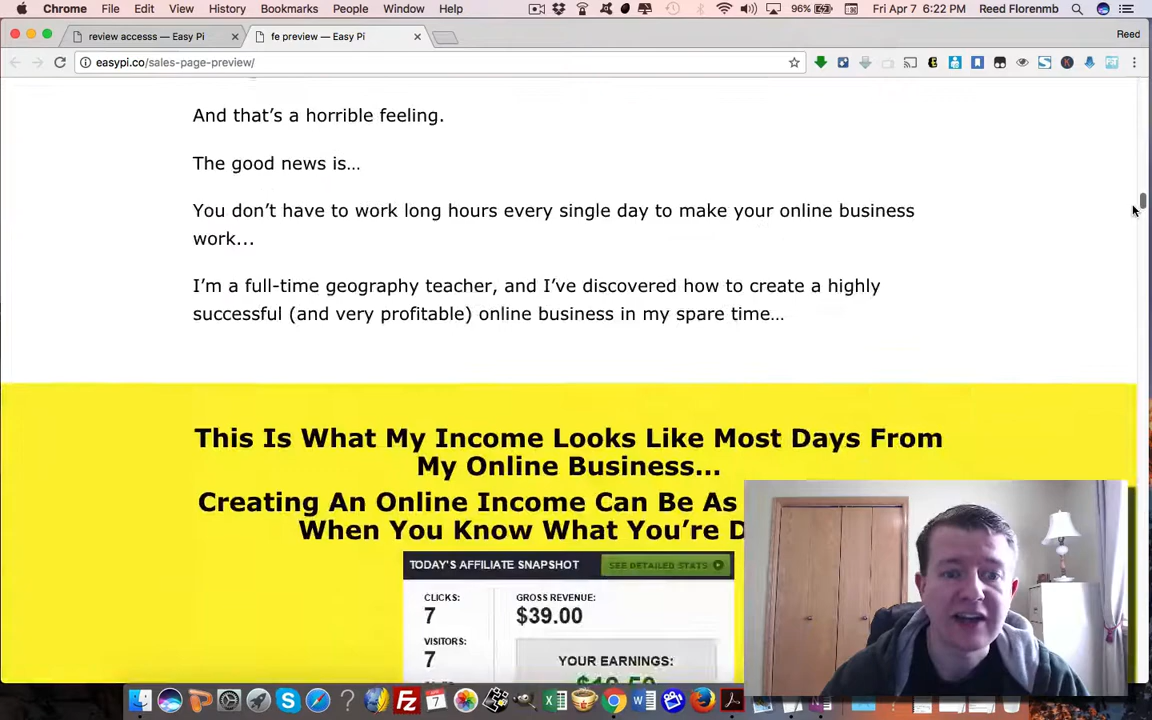 Chrome File Edit View History Bookmarks People Window Help 96% Fri Apr 7 6:22 PM Reed Florenmb
review accesss — Easy Pi × fe preview — Easy Pi × Reed
easypi.co/sales-page-preview/
And that's a horrible feeling.
The good news is...
You don't have to work long hours every single day to make your online business
work...
I'm a full-time geography teacher, and I've discovered how to create a highly
successful (and very profitable) online business in my spare time...
This Is What My Income Looks Like Most Days From
My Online Business...
Creating An Online Income Can Be As
When You Know What You're D
TODAY'S AFFILIATE SNAPSHOT SEE DETAILED STATS
CLICKS: GROSS REVENUE:
7 $39.00
VISITORS:
7 YOUR EARNINGS:
$19.50